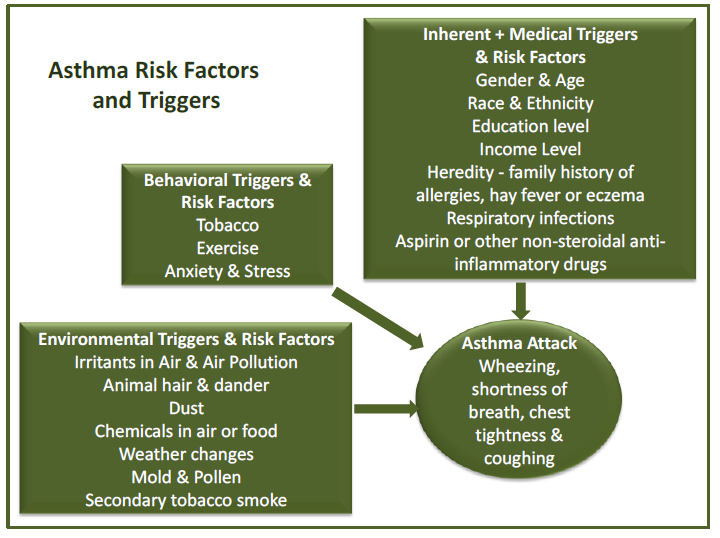 Asthma Risk Factors
and Triggers
Inherent + Medical Triggers
& Risk Factors
Gender & Age
Race & Ethnicity
Education level
Income Level
Heredity - family history of
allergies, hay fever or eczema
Respiratory infections
Aspirin or other non-steroidal anti-
inflammatory drugs
Behavioral Triggers &
Risk Factors
Tobacco
Exercise
Anxiety & Stress
Environmental Triggers & Risk Factors
Irritants in Air & Air Pollution
Animal hair & dander
Dust
Chemicals in air or food
Weather changes
Mold & Pollen
Secondary tobacco smoke
Asthma Attack
Wheezing,
shortness of
breath, chest
tightness &
coughing